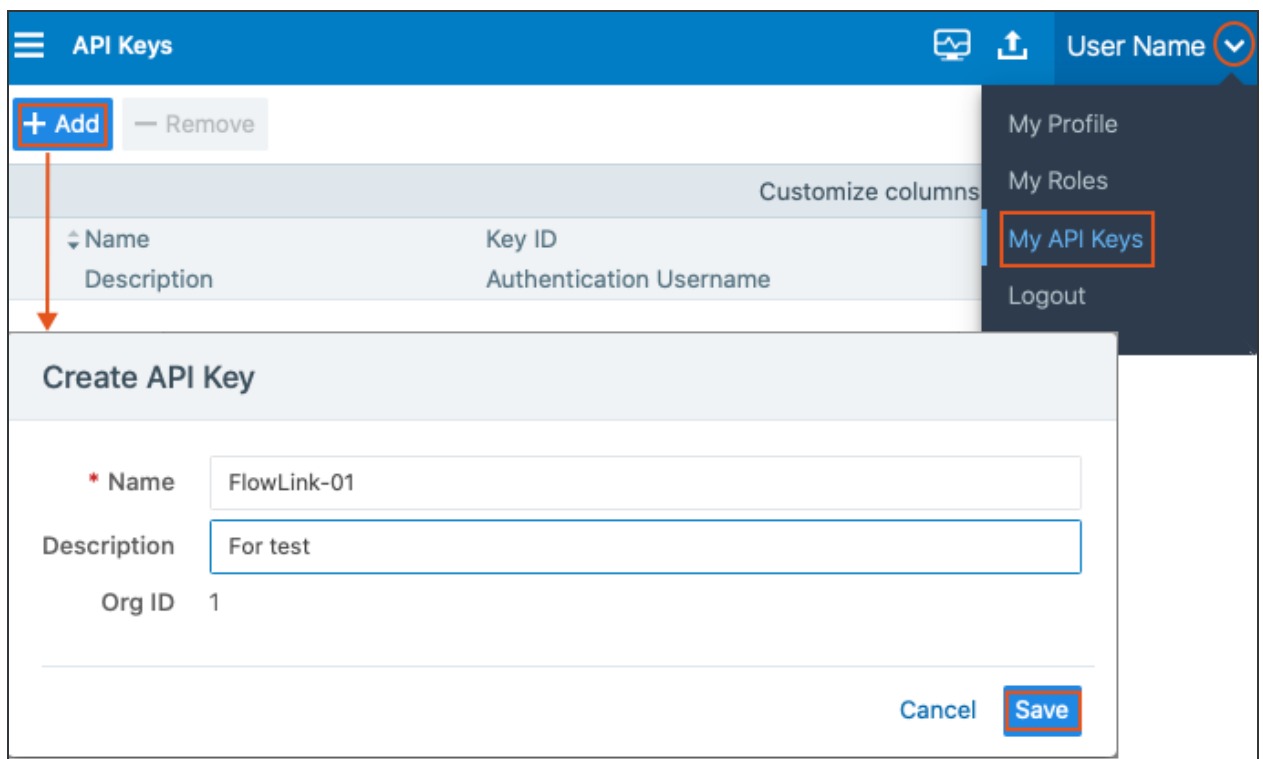 API Keys
User Name
+ Add
— Remove
My Profile
My Roles
My API Keys
Logout
Customize columns
Name
Key ID
Description
Authentication Username
Create API Key
* Name
FlowLink-01
Description
For test
Org ID
1
Cancel
Save